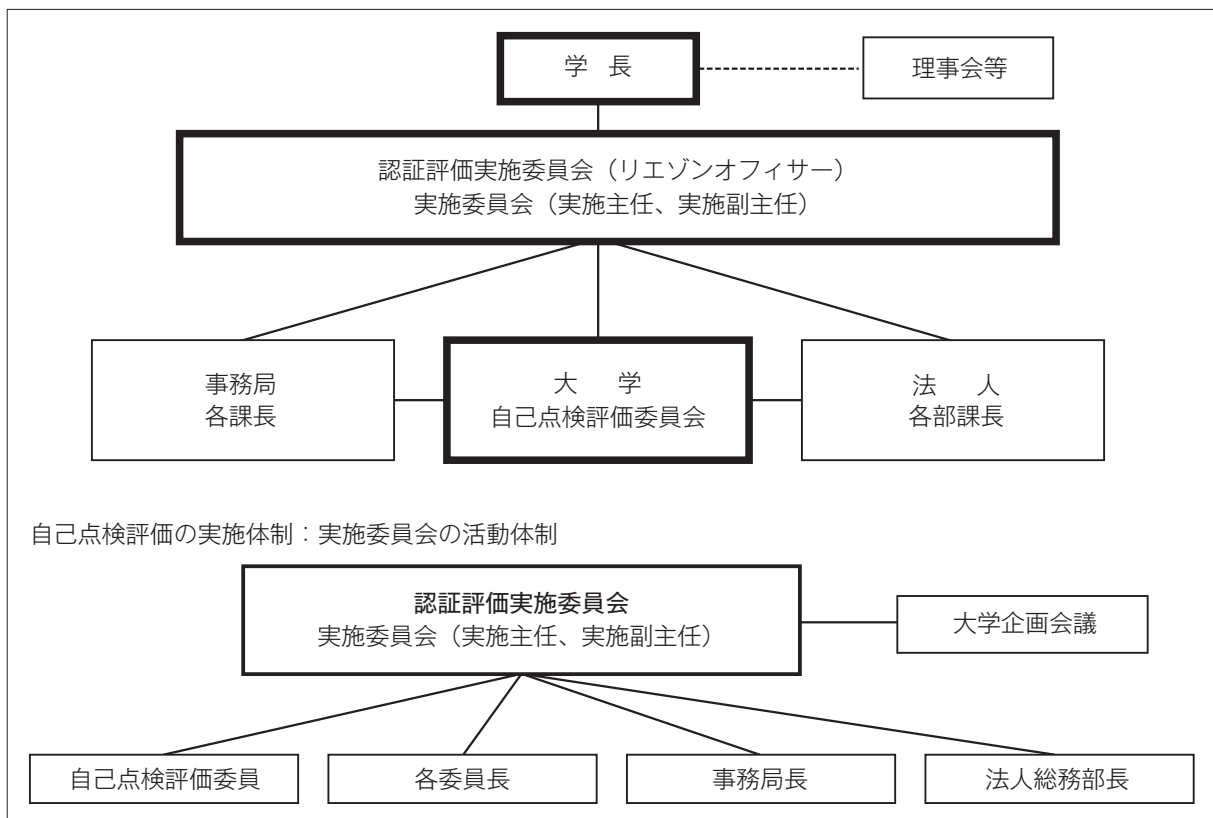 学 長
理事会等
認証評価実施委員会（リエゾンオフィサー）
実施委員会（実施主任、実施副主任）
事務局
各課長
大 学
自己点検評価委員会
法 人
各部課長
自己点検評価の実施体制：実施委員会の活動体制
認証評価実施委員会
実施委員会（実施主任、実施副主任）
大学企画会議
自己点検評価委員
各委員長
事務局長
法人総務部長